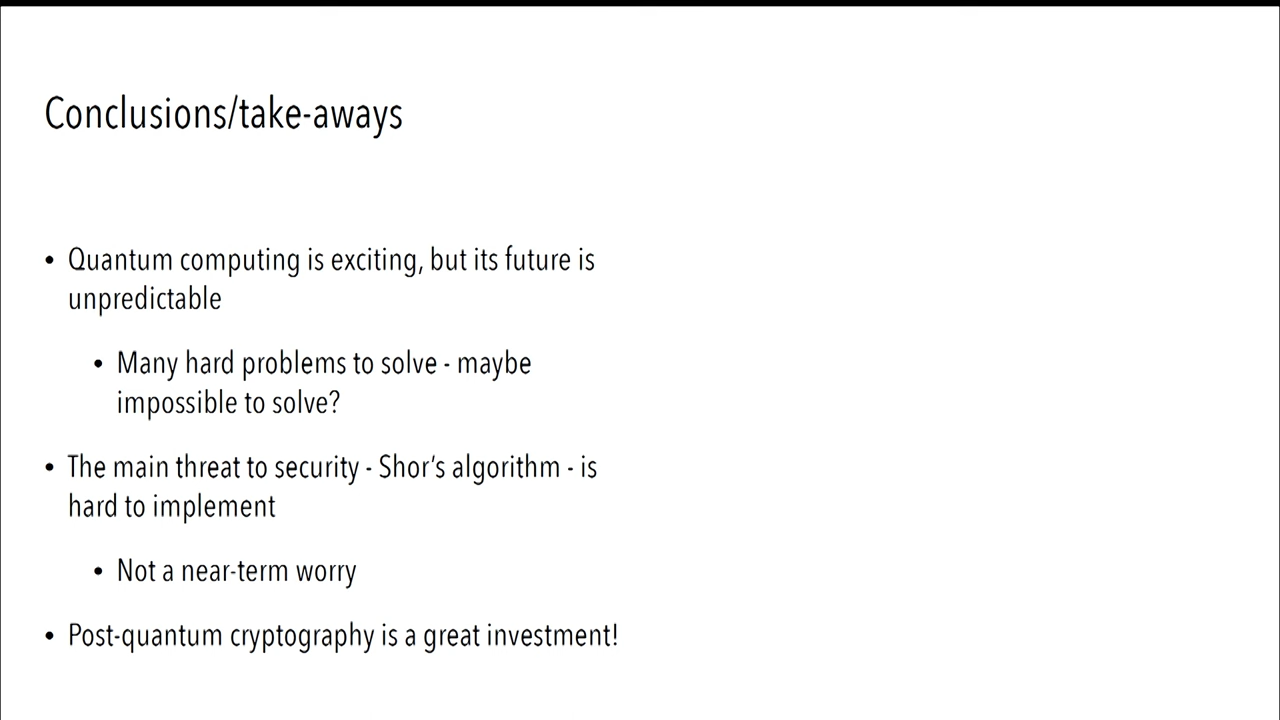 Conclusions/take-aways
• Quantum computing is exciting, but its future is
unpredictable
• Many hard problems to solve - maybe
impossible to solve?
• The main threat to security - Shor’s algorithm - is
hard to implement
• Not a near-term worry
• Post-quantum cryptography is a great investment!